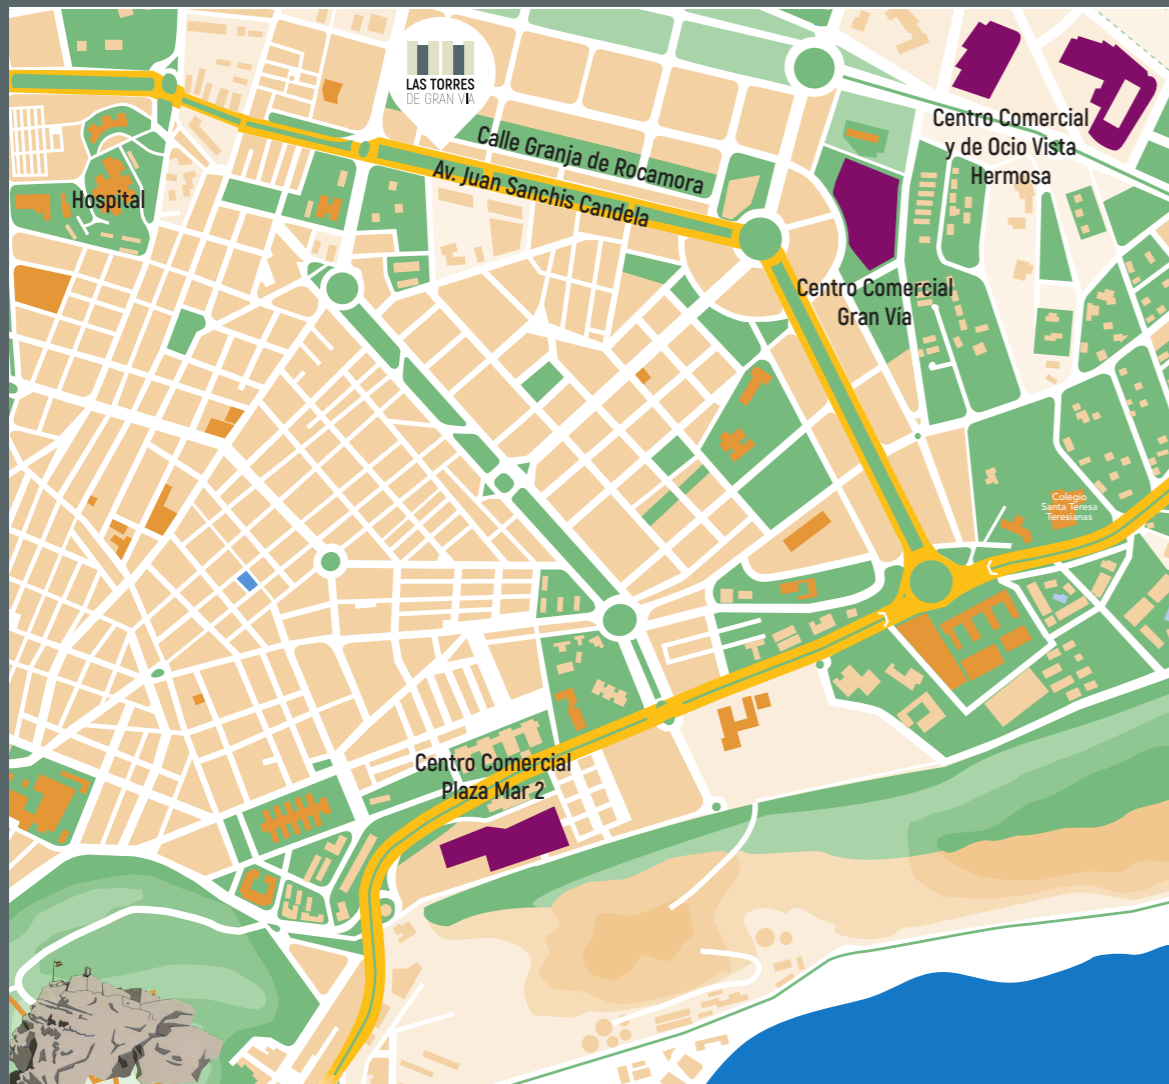 LAS TORRES
DE GRAN VÍA
Calle Granja de Rocamora
Av. Juan Sanchis Candela
Centro Comercial
y de Ocio Vista
Hermosa
Hospital
Centro Comercial
Gran Vía
Colegio
Santa Teresa
Teresianas
Centro Comercial
Plaza Mar 2